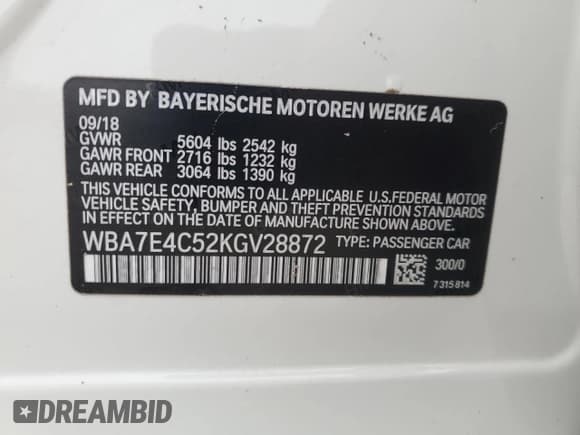 MFD BY BAYERISCHE MOTOREN WERKE AG
09/18
GVWR 5604 lbs 2542 kg
GAWR FRONT 2716 lbs 1232 kg
GAWR REAR 3064 lbs 1390 kg
THIS VEHICLE CONFORMS TO ALL APPLICABLE U.S.FEDERAL MOTOR
VEHICLE SAFETY, BUMPER AND THEFT PREVENTION STANDARDS
IN EFFECT ON THE DATE OF MANUFACTURE SHOWN ABOVE.
WBA7E4C52KGV28872 TYPE: PASSENGER CAR
300/0
7315814
DREAMBID